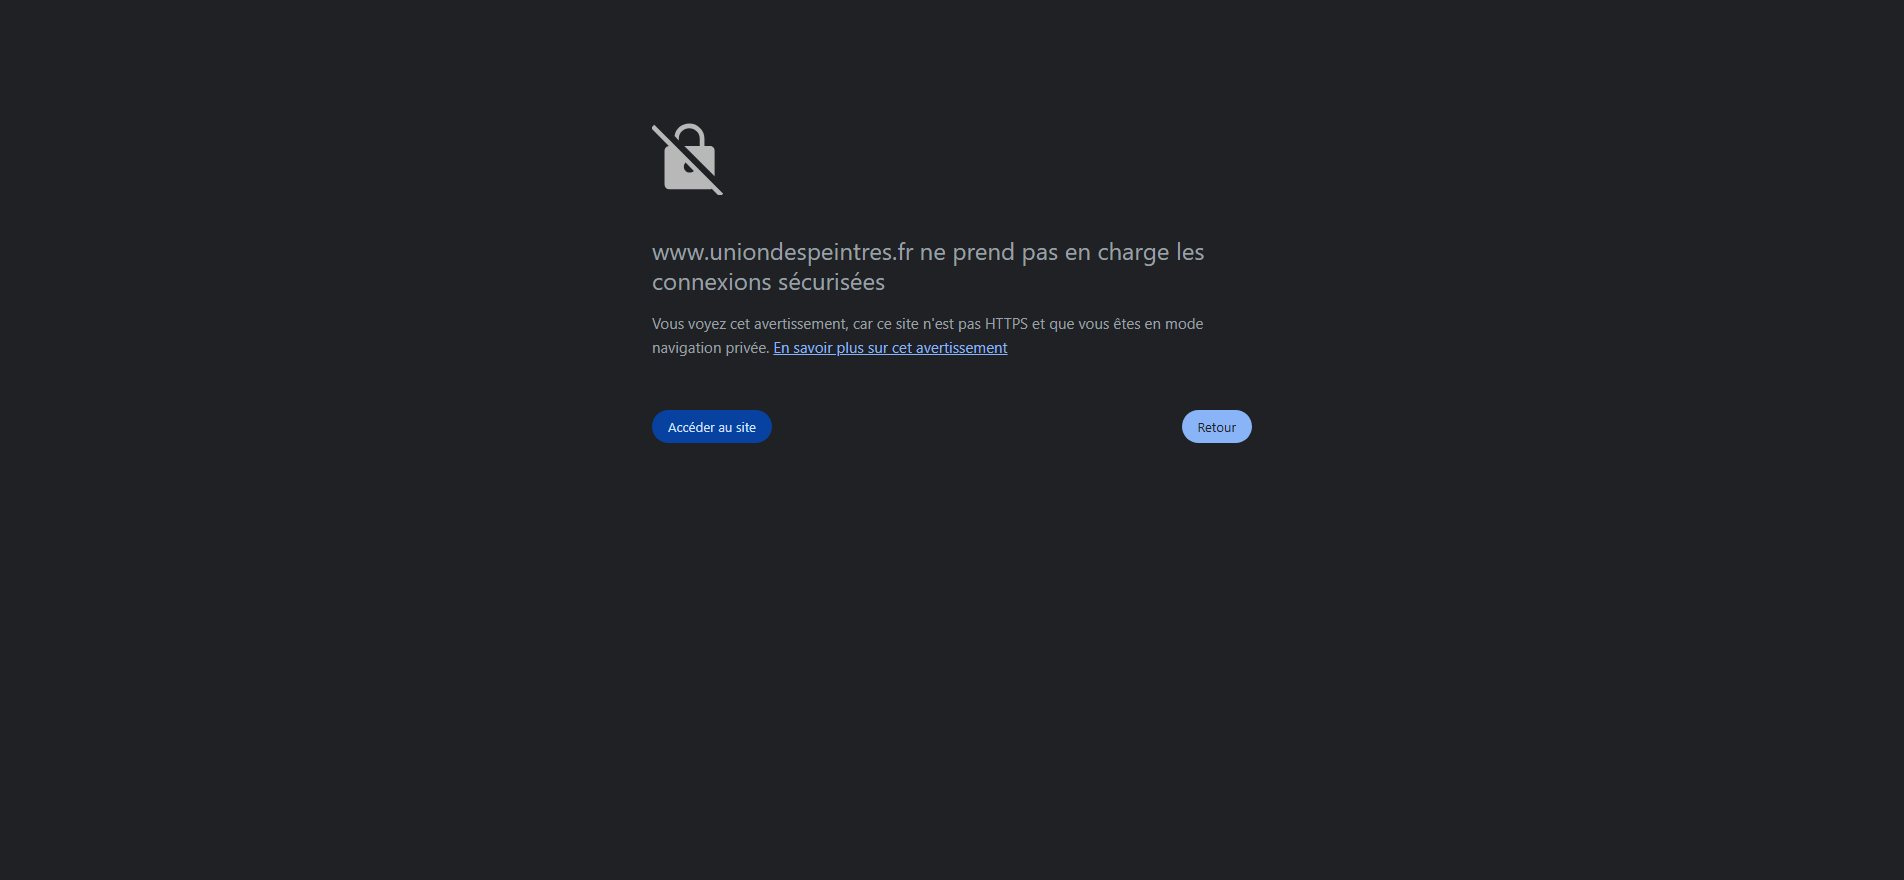 www.uniondespeintres.fr ne prend pas en charge les
connexions sécurisées
Vous voyez cet avertissement, car ce site n'est pas HTTPS et que vous êtes en mode
navigation privée. En savoir plus sur cet avertissement
Accéder au site
Retour